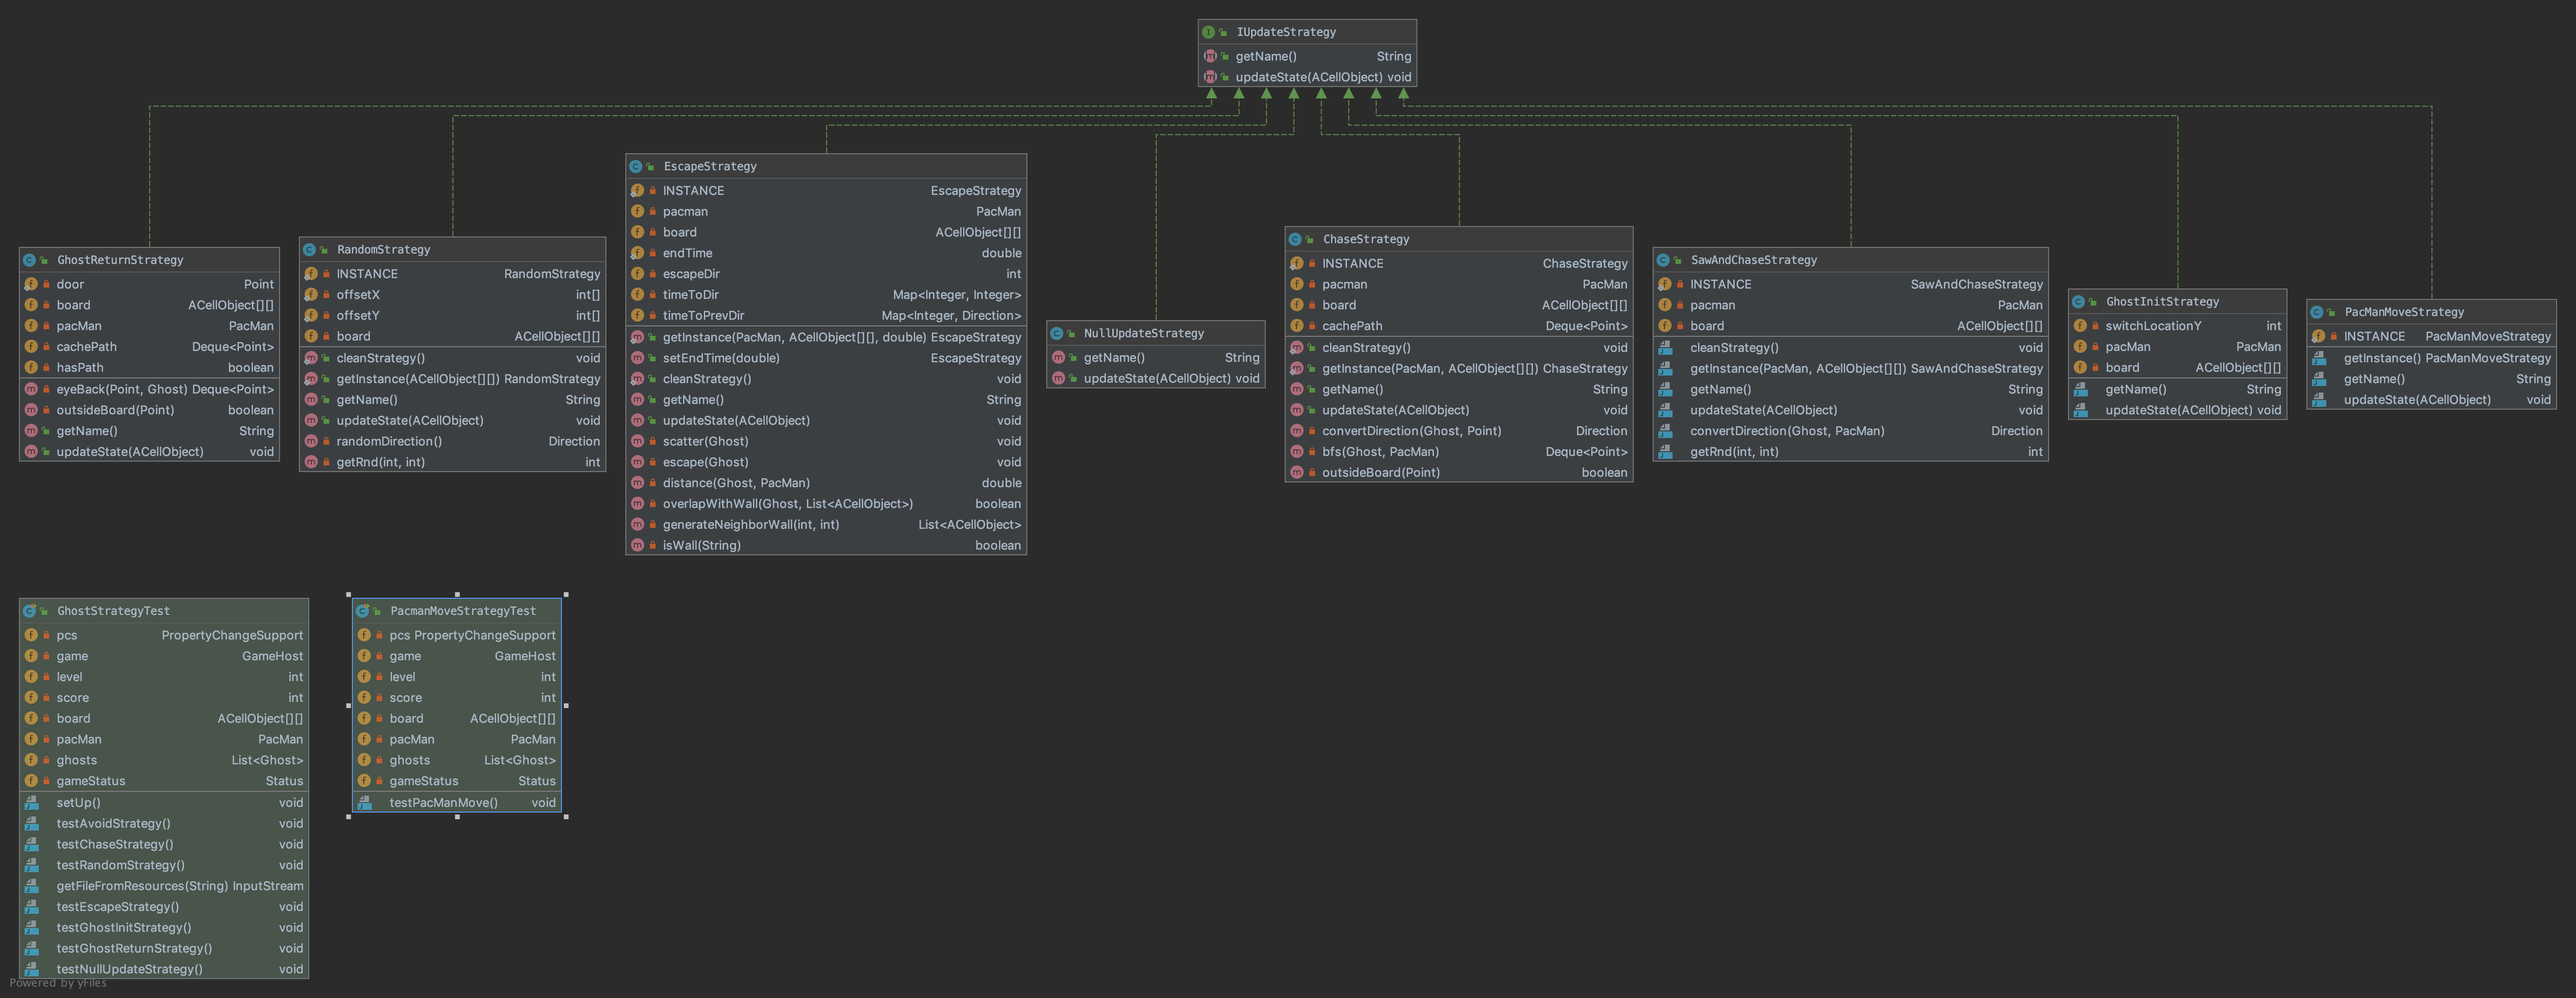 IUpdateStrategy
getName() String
updateState(ACellObject) void
GhostReturnStrategy
door Point
board ACellObject[][]
pacMan PacMan
cachePath Deque<Point>
hasPath boolean
eyeBack(Point, Ghost) Deque<Point>
outsideBoard(Point) boolean
getName() String
updateState(ACellObject) void
RandomStrategy
INSTANCE RandomStrategy
offsetX int[]
offsetY int[]
board ACellObject[][]
cleanStrategy() void
getInstance(ACellObject[][]) RandomStrategy
getName() String
updateState(ACellObject) void
randomDirection() Direction
getRnd(int, int) int
EscapeStrategy
INSTANCE EscapeStrategy
pacman PacMan
board ACellObject[][]
endTime double
escapeDir int
timeToDir Map<Integer, Integer>
timeToPrevDir Map<Integer, Direction>
getInstance(PacMan, ACellObject[][], double) EscapeStrategy
setEndTime(double) EscapeStrategy
cleanStrategy() void
getName() String
updateState(ACellObject) void
scatter(Ghost) void
escape(Ghost) void
distance(Ghost, PacMan) double
overlapWithWall(Ghost, List<ACellObject>) boolean
generateNeighborWall(int, int) List<ACellObject>
isWall(String) boolean
NullUpdateStrategy
getName() String
updateState(ACellObject) void
ChaseStrategy
INSTANCE ChaseStrategy
pacman PacMan
board ACellObject[][]
cachePath Deque<Point>
cleanStrategy() void
getInstance(PacMan, ACellObject[][]) ChaseStrategy
getName() String
updateState(ACellObject) void
convertDirection(Ghost, Point) Direction
bfs(Ghost, PacMan) Deque<Point>
outsideBoard(Point) boolean
SawAndChaseStrategy
INSTANCE SawAndChaseStrategy
pacman PacMan
board ACellObject[][]
cleanStrategy() void
getInstance(PacMan, ACellObject[][]) SawAndChaseStrategy
getName() String
updateState(ACellObject) void
convertDirection(Ghost, PacMan) Direction
getRnd(int, int) int
GhostInitStrategy
switchLocationY int
pacMan PacMan
board ACellObject[][]
getName() String
updateState(ACellObject) void
PacManMoveStrategy
INSTANCE PacManMoveStrategy
getInstance() PacManMoveStrategy
getName() String
updateState(ACellObject) void
GhostStrategyTest
pcs PropertyChangeSupport
game GameHost
level int
score int
board ACellObject[][]
pacMan PacMan
ghosts List<Ghost>
gameStatus Status
setUp() void
testAvoidStrategy() void
testChaseStrategy() void
testRandomStrategy() void
getFileFromResources(String) InputStream
testEscapeStrategy() void
testGhostInitStrategy() void
testGhostReturnStrategy() void
testNullUpdateStrategy() void
PacmanMoveStrategyTest
pcs PropertyChangeSupport
game GameHost
level int
score int
board ACellObject[][]
pacMan PacMan
ghosts List<Ghost>
gameStatus Status
testPacManMove() void
Powered by yFiles